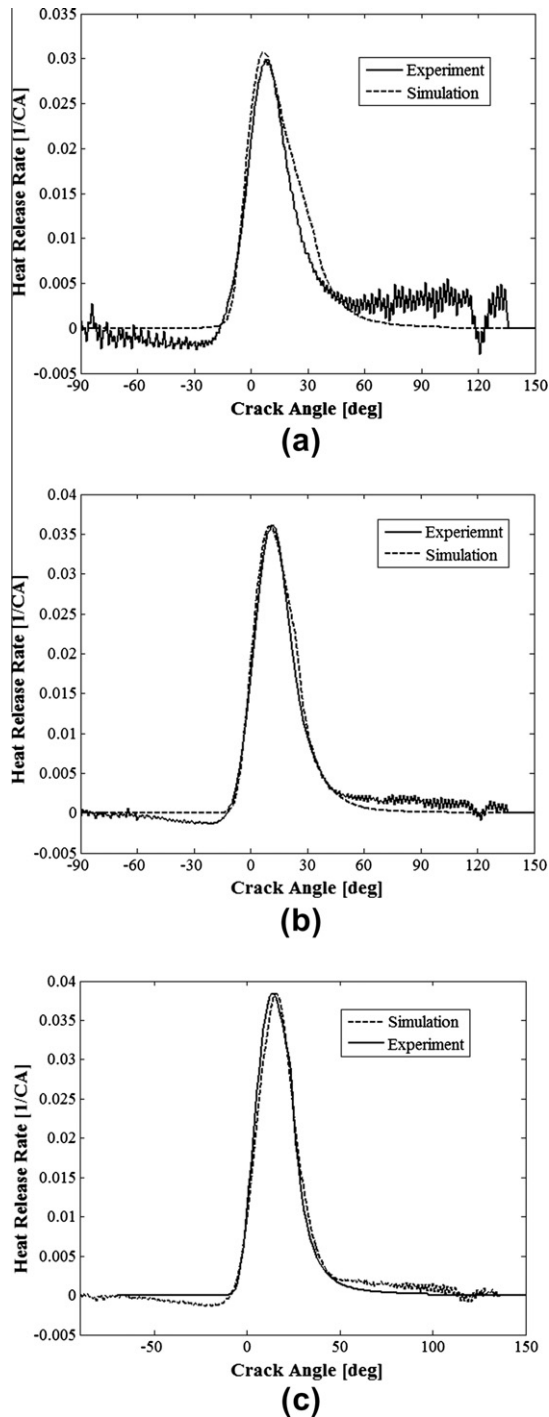 0.035
0.03
0.025
0.02
0.015
0.01
0.005
0
-0.005
Heat Release Rate [1/CA]
Experiment
Simulation
-90 -60 -30 0 30 60 90 120 150
Crack Angle [deg]
(a)
0.04
0.035
0.03
0.025
0.02
0.015
0.01
0.005
0
-0.005
Heat Release Rate [1/CA]
Experiemnt
Simulation
-90 -60 -30 0 30 60 90 120 150
Crack Angle [deg]
(b)
0.04
0.035
0.03
0.025
0.02
0.015
0.01
0.005
0
-0.005
Heat Release Rate [1/CA]
Simulation
Experiment
-50 0 50 100 150
Crack Angle [deg]
(c)